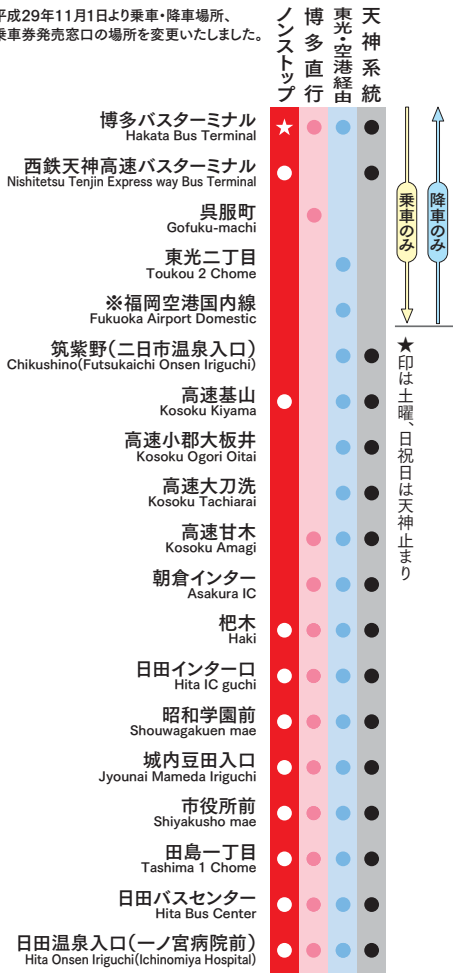 平成29年11月1日より乗車・降車場所、
乗車券発売窓口の場所を変更いたしました。
ノンストップ
博多直行
東光・空港経由
天神系統
博多バスターミナル
Hakata Bus Terminal
★
西鉄天神高速バスターミナル
Nishitetsu Tenjin Express way Bus Terminal
呉服町
Gofuku-machi
東光二丁目
Toukou 2 Chome
※福岡空港国内線
Fukuoka Airport Domestic
筑紫野(二日市温泉入口)
Chikushino(Futsukaichi Onsen Iriguchi)
高速基山
Kosoku Kiyama
高速小郡大板井
Kosoku Ogori Oitai
高速大刀洗
Kosoku Tachiarai
高速甘木
Kosoku Amagi
朝倉インター
Asakura IC
杷木
Haki
日田インター口
Hita IC guchi
昭和学園前
Shouwagakuen mae
城内豆田入口
Jyounai Mameda Iriguchi
市役所前
Shiyakusho mae
田島一丁目
Tashima 1 Chome
日田バスセンター
Hita Bus Center
日田温泉入口(一ノ宮病院前)
Hita Onsen Iriguchi(Ichinomiya Hospital)
乗車のみ
降車のみ
★印は土曜、日祝日は天神止まり